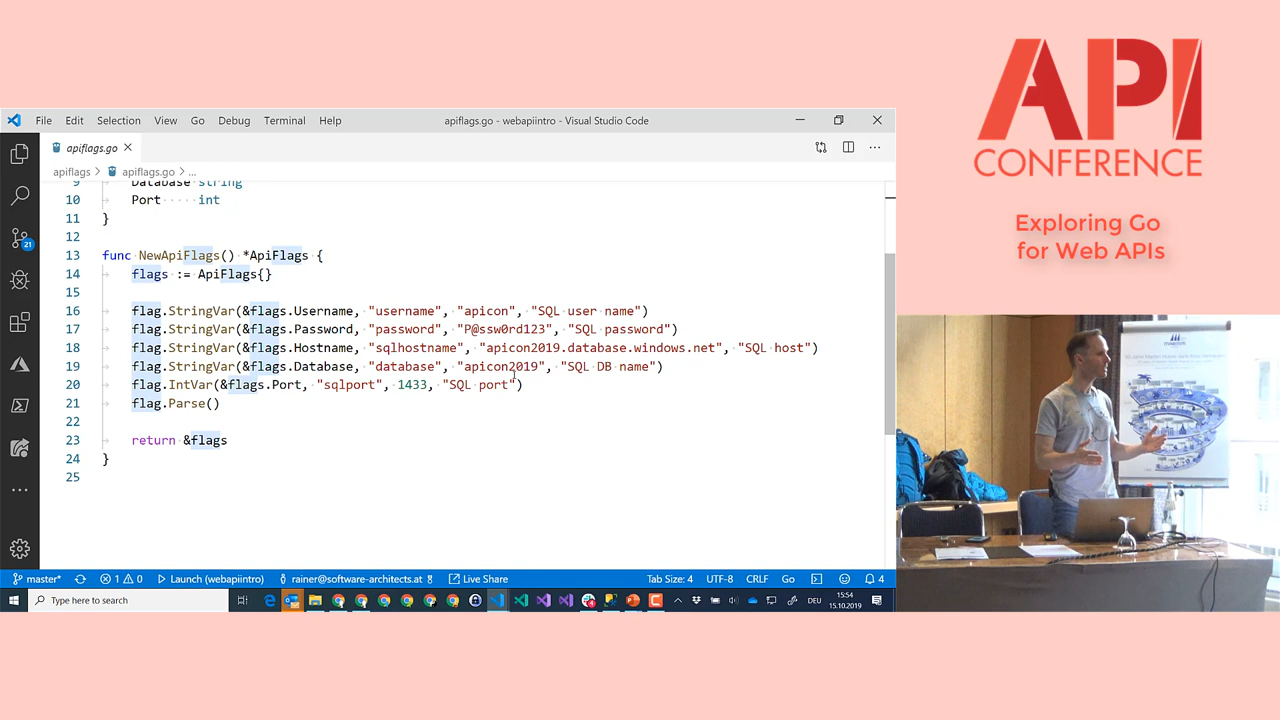 API
CONFERENCE
Exploring Go
for Web APIs
File Edit Selection View Go Debug Terminal Help
apiflags.go - webapiintro - Visual Studio Code
apiflags.go
apiflags > apiflags.go > ...
9 Database string
10 Port int
11 }
12
13 func NewApiFlags() *ApiFlags {
14 flags := ApiFlags{}
15
16 flag.StringVar(&flags.Username, "username", "apicon", "SQL user name")
17 flag.StringVar(&flags.Password, "password", "P@ssw0rd123", "SQL password")
18 flag.StringVar(&flags.Hostname, "sqlhostname", "apicon2019.database.windows.net", "SQL host")
19 flag.StringVar(&flags.Database, "database", "apicon2019", "SQL DB name")
20 flag.IntVar(&flags.Port, "sqlport", 1433, "SQL port")
21 flag.Parse()
22
23 return &flags
24 }
25
21
master* 1 0 Launch (webapiintro) rainer@software-architects.at Live Share Tab Size: 4 UTF-8 CRLF Go 4
Type here to search
DEU
15:54
15.10.2019